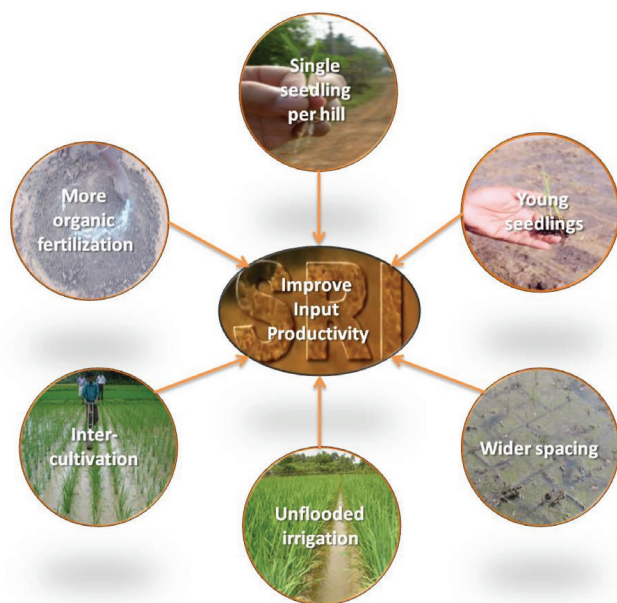 Single
seedling
per hill
More
organic
fertilization
Young
seedlings
SRI
Improve
Input
Productivity
Inter-
cultivation
Wider spacing
Unflooded
irrigation